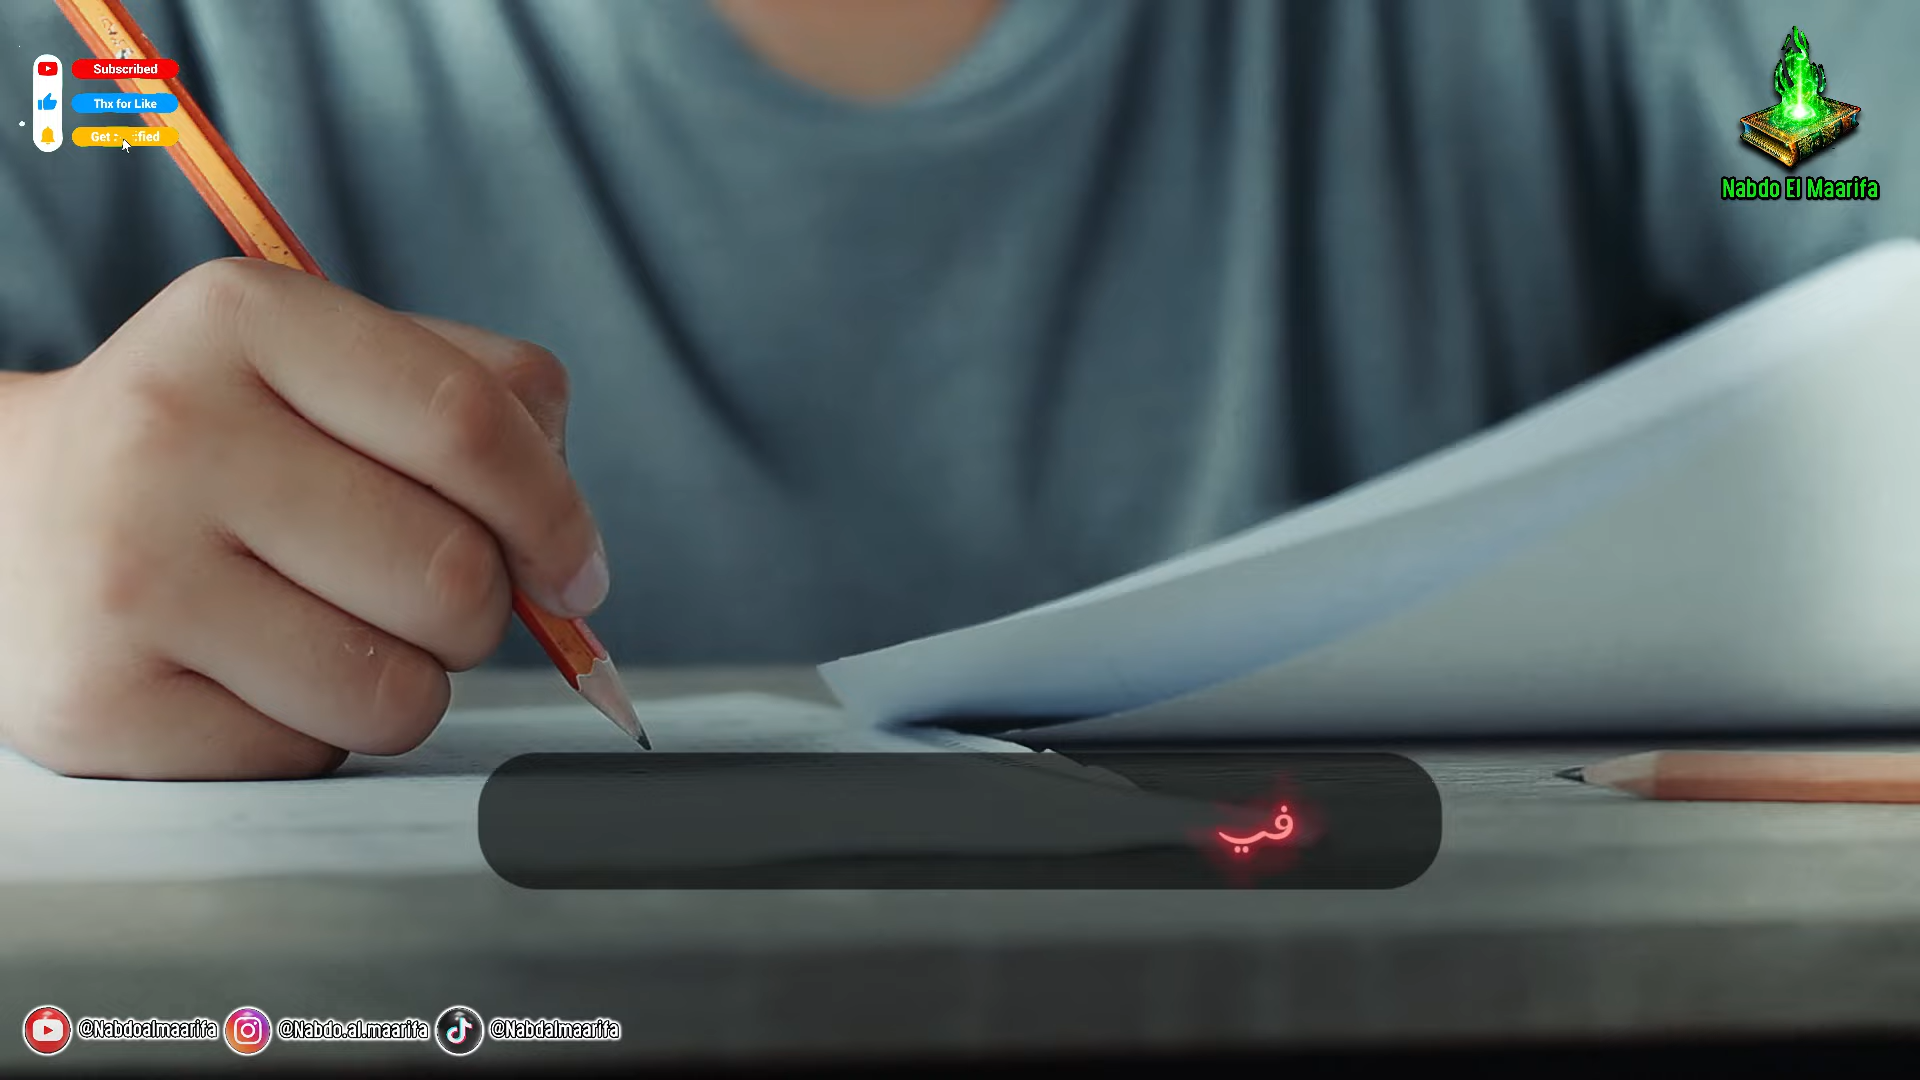 Subscribed
Thx for Like
Nabdo El Maarifa
في
@Nabdoalmaarifa @Nabdo.al.maarifa @Nabdalmaarifa